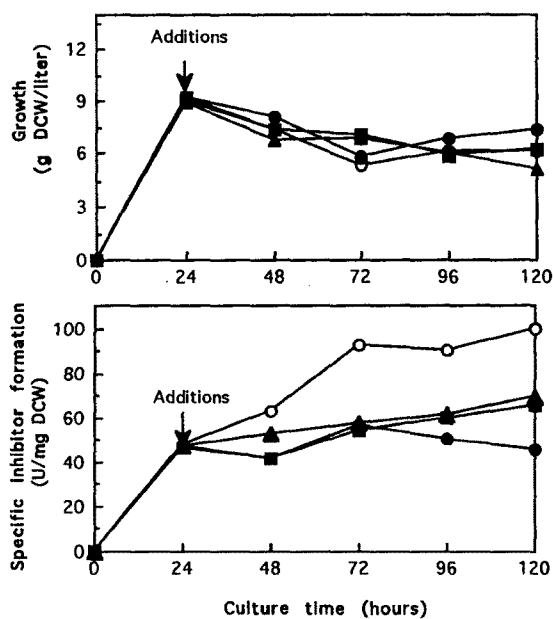 12
Additions
9
6
3
0
Growth
(g DCW/liter)
0 24 48 72 96 120
100
80
60
40
20
0
Additions
Specific Inhibitor formation
(U/mg DCW)
0 24 48 72 96 120
Culture time (hours)